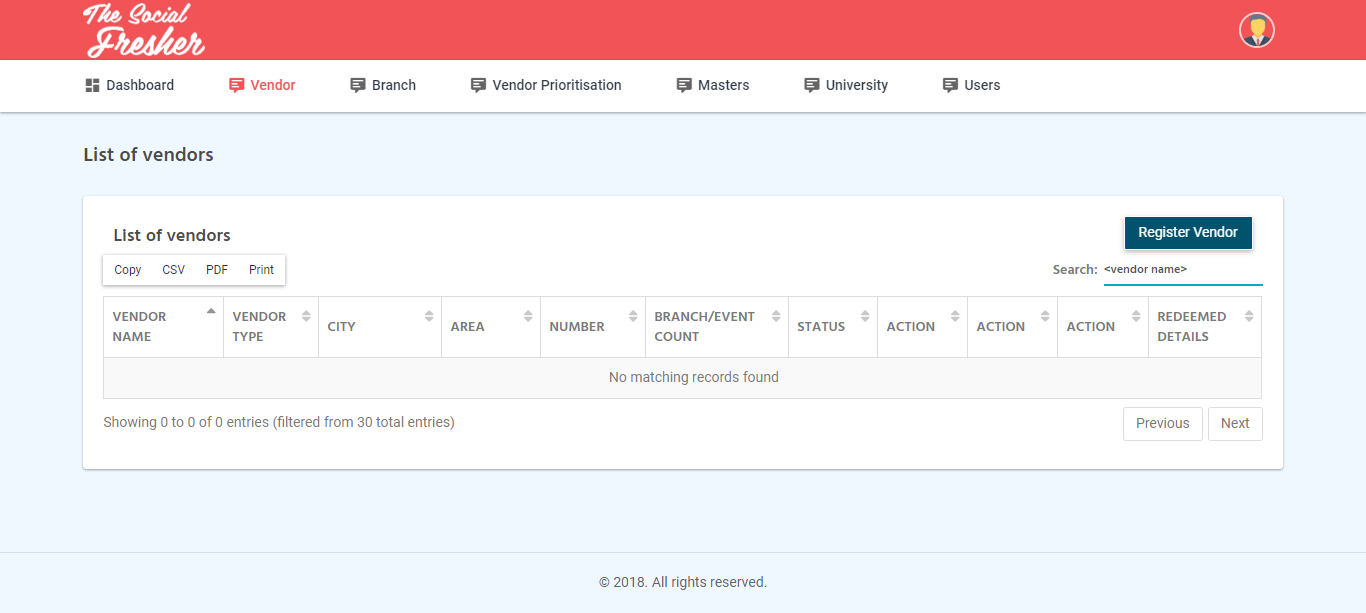 The Social
Fresher
Dashboard Vendor Branch Vendor Prioritisation Masters University Users
List of vendors
List of vendors
Register Vendor
Copy CSV PDF Print
Search: <vendor name>
VENDOR NAME
VENDOR TYPE
CITY
AREA
NUMBER
BRANCH/EVENT COUNT
STATUS
ACTION
ACTION
ACTION
REDEEMED DETAILS
No matching records found
Showing 0 to 0 of 0 entries (filtered from 30 total entries)
Previous Next
© 2018. All rights reserved.